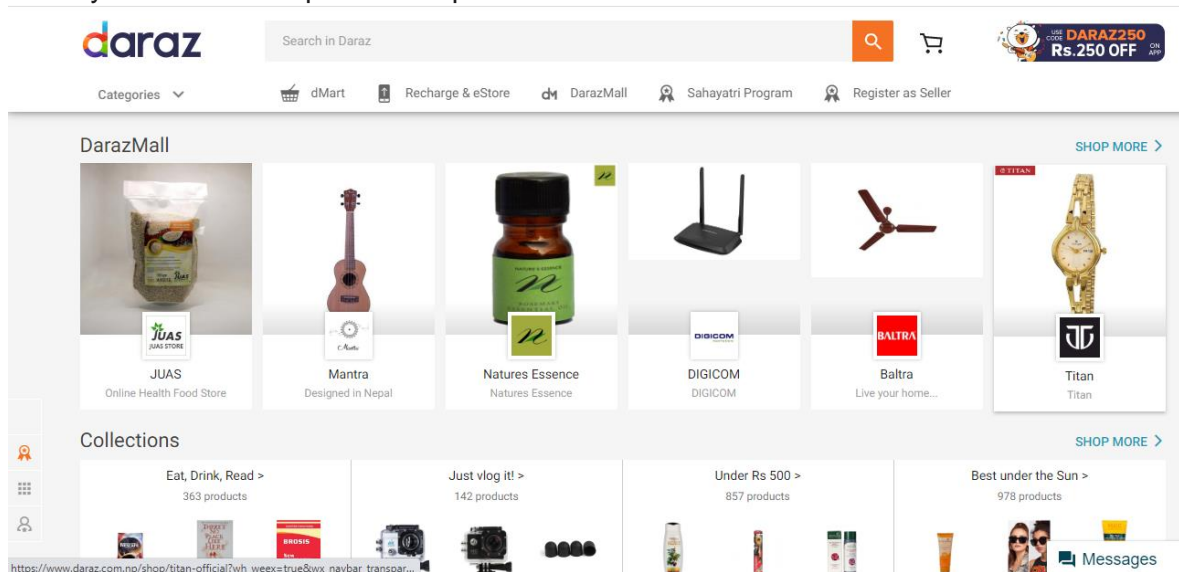 daraz
Search in Daraz
USE CODE DARAZ250
Rs.250 OFF ON APP
Categories
dMart
Recharge & eStore
DarazMall
Sahayatri Program
Register as Seller
DarazMall
SHOP MORE >
TITAN
JUAS
JUAS STORE
Mantra
NATURES ESSENCE
DIGICOM
BALTRA
JUAS
Mantra
Natures Essence
DIGICOM
Baltra
Titan
Online Health Food Store
Designed in Nepal
Natures Essence
DIGICOM
Live your home...
Titan
Collections
SHOP MORE >
Eat, Drink, Read >
Just vlog it! >
Under Rs 500 >
Best under the Sun >
363 products
142 products
857 products
978 products
BROSIS
Messages
https://www.daraz.com.np/shop/titan-official?wh_weex=true&wx_navbar_transpar...